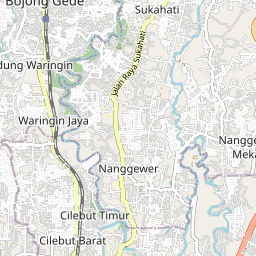 Bojong Gede
Sukahati
Jalan Raya Sukahati
dung Waringin
Waringin Jaya
Nangge
Meka
Nanggewer
Cilebut Timur
Cilebut Barat